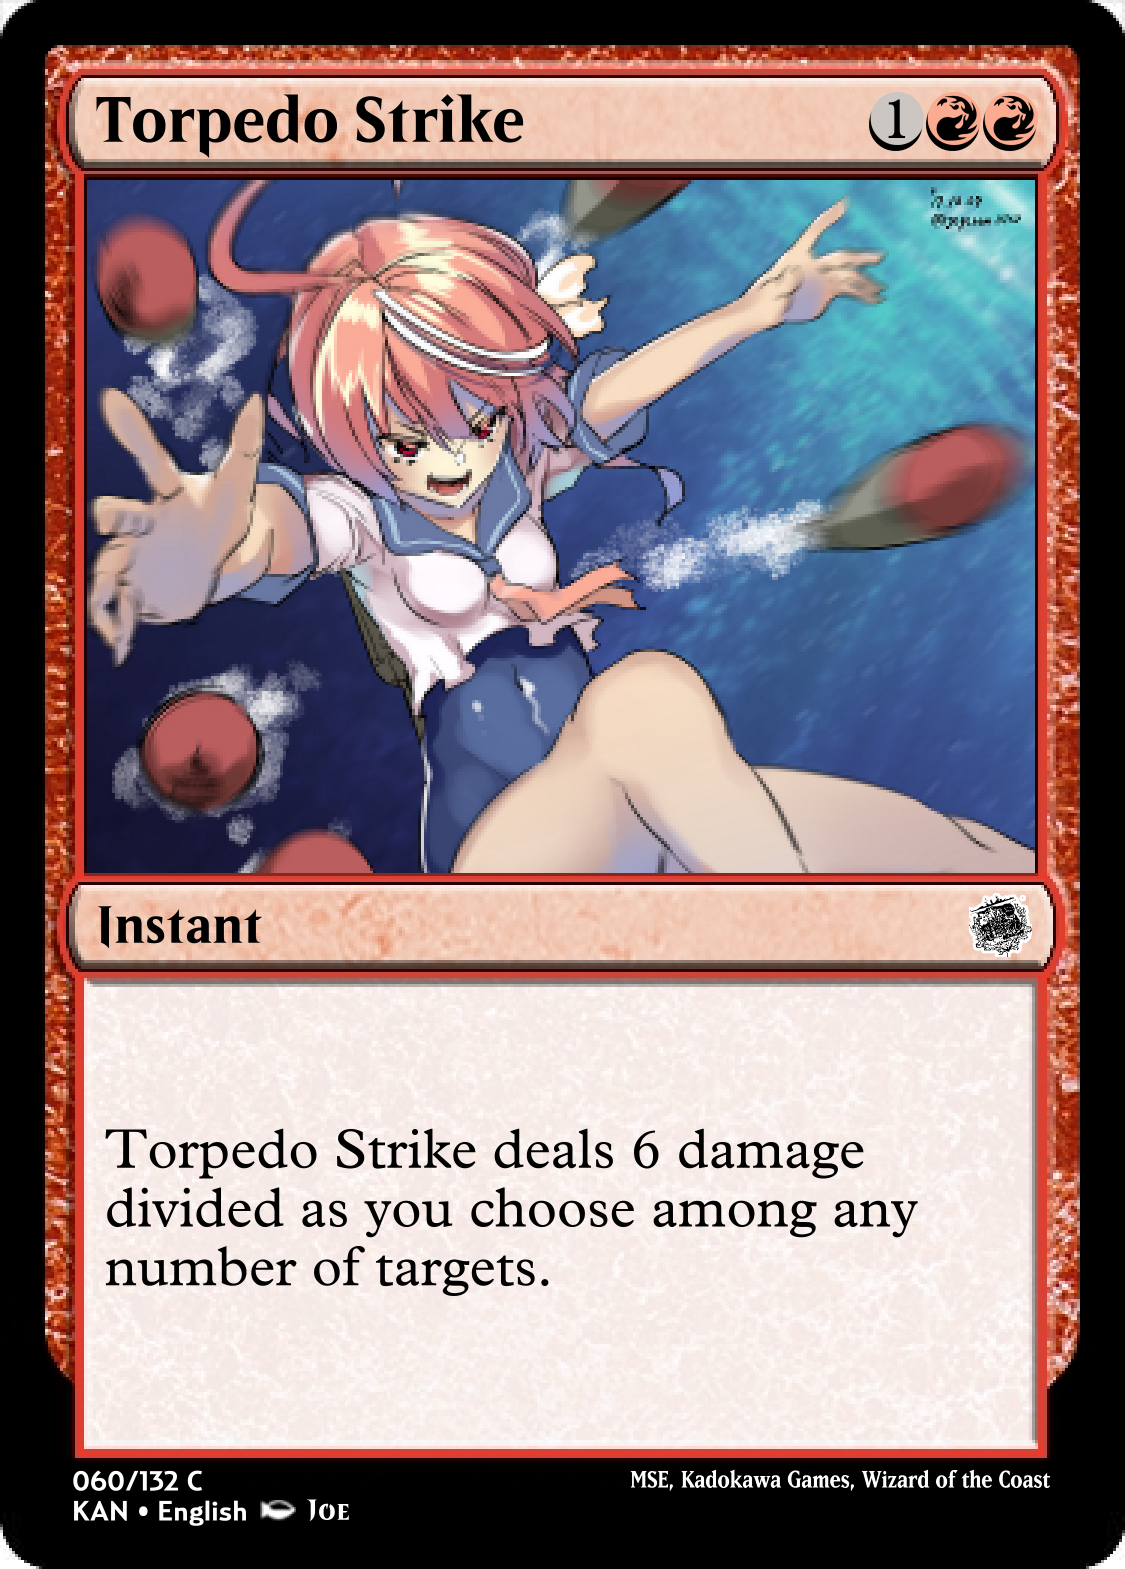 Torpedo Strike 1
Instant
Torpedo Strike deals 6 damage
divided as you choose among any
number of targets.
060/132 C
MSE, Kadokawa Games, Wizard of the Coast
KAN • English JOE